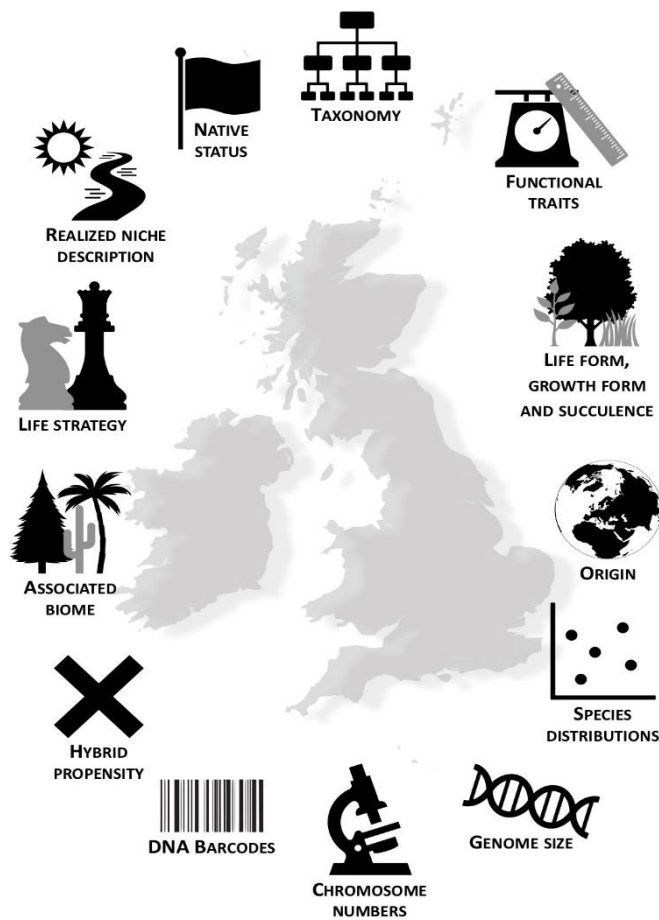 TAXONOMY
FUNCTIONAL
TRAITS
LIFE FORM,
GROWTH FORM
AND SUCCULENCE
ORIGIN
SPECIES
DISTRIBUTIONS
GENOME SIZE
CHROMOSOME
NUMBERS
DNA BARCODES
HYBRID
PROPENSITY
ASSOCIATED
BIOME
LIFE STRATEGY
REALIZED NICHE
DESCRIPTION
NATIVE
STATUS